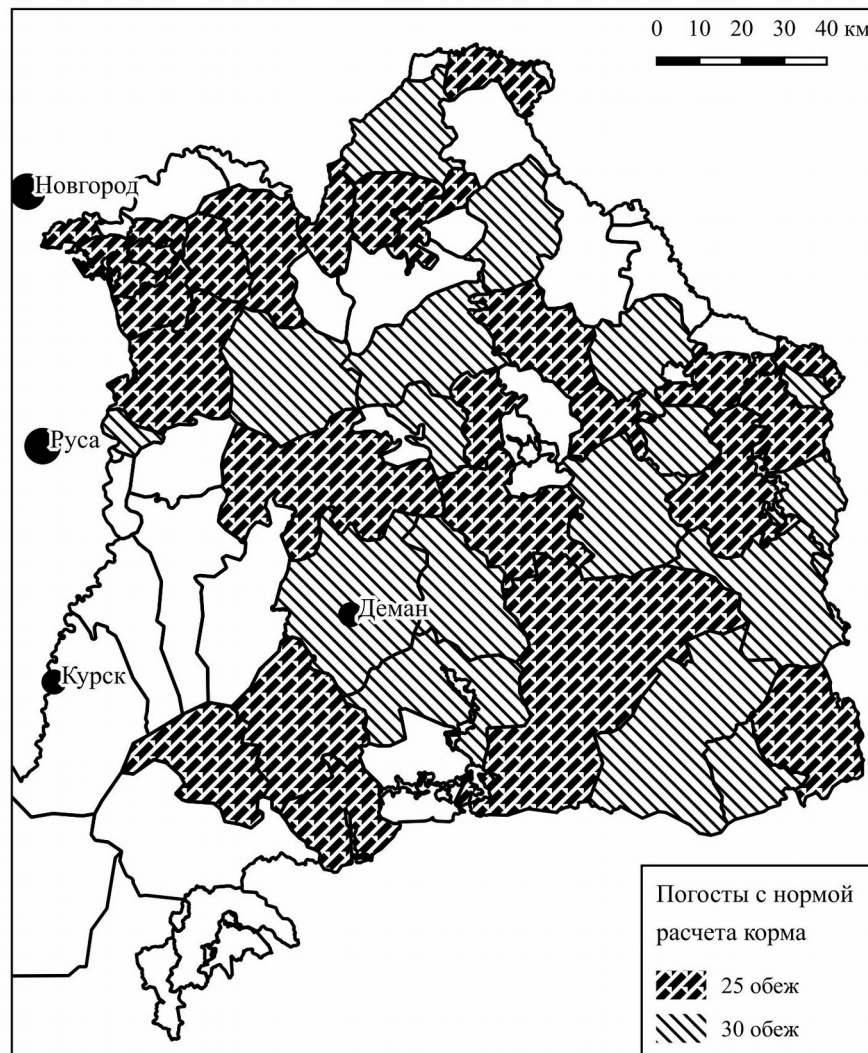 0 10 20 30 40 км
Новгород
Руса
Деман
Курск
Погосты с нормой
расчета корма
25 обеж
30 обеж